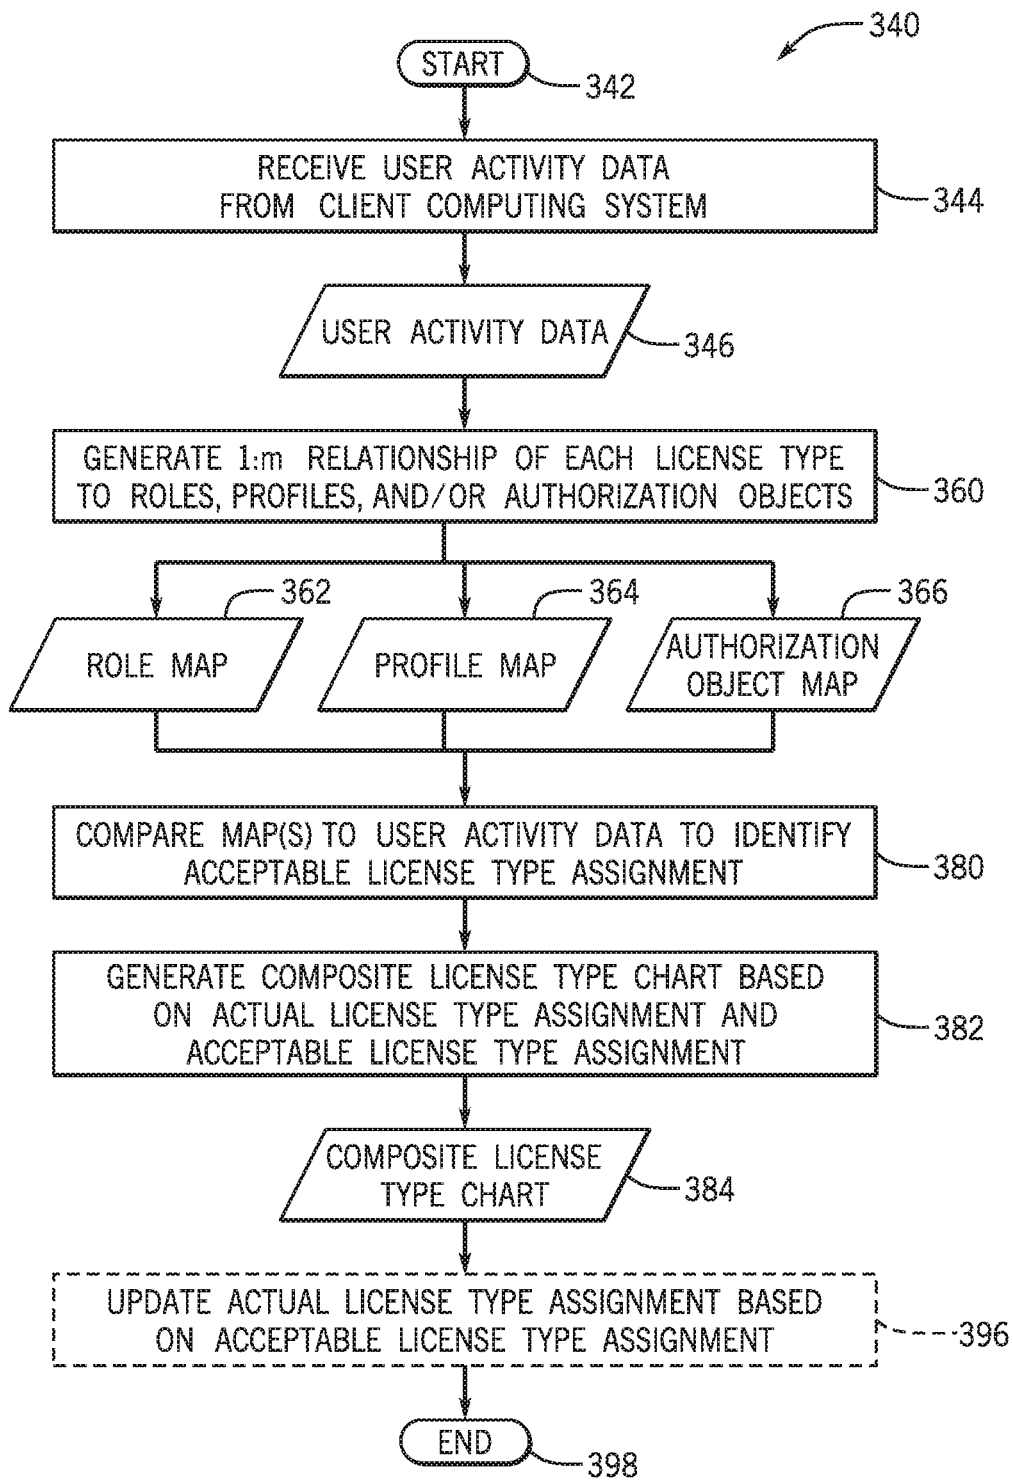 340
START
342
RECEIVE USER ACTIVITY DATA
FROM CLIENT COMPUTING SYSTEM
344
USER ACTIVITY DATA
346
GENERATE 1:m RELATIONSHIP OF EACH LICENSE TYPE
TO ROLES, PROFILES, AND/OR AUTHORIZATION OBJECTS
360
362
364
366
ROLE MAP
PROFILE MAP
AUTHORIZATION
OBJECT MAP
COMPARE MAP(S) TO USER ACTIVITY DATA TO IDENTIFY
ACCEPTABLE LICENSE TYPE ASSIGNMENT
380
GENERATE COMPOSITE LICENSE TYPE CHART BASED
ON ACTUAL LICENSE TYPE ASSIGNMENT AND
ACCEPTABLE LICENSE TYPE ASSIGNMENT
382
COMPOSITE LICENSE
TYPE CHART
384
UPDATE ACTUAL LICENSE TYPE ASSIGNMENT BASED
ON ACCEPTABLE LICENSE TYPE ASSIGNMENT
396
END
398